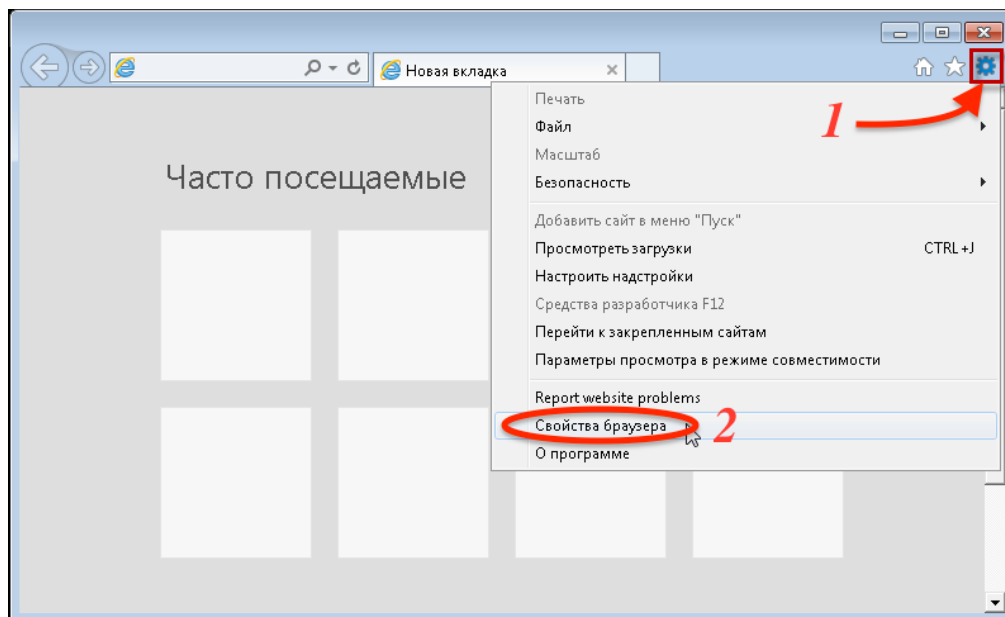 Новая вкладка
1
Печать
Файл
Масштаб
Безопасность
Часто посещаемые
Добавить сайт в меню "Пуск"
Просмотреть загрузки CTRL+J
Настроить надстройки
Средства разработчика F12
Перейти к закрепленным сайтам
Параметры просмотра в режиме совместимости
Report website problems
Свойства браузера 2
О программе